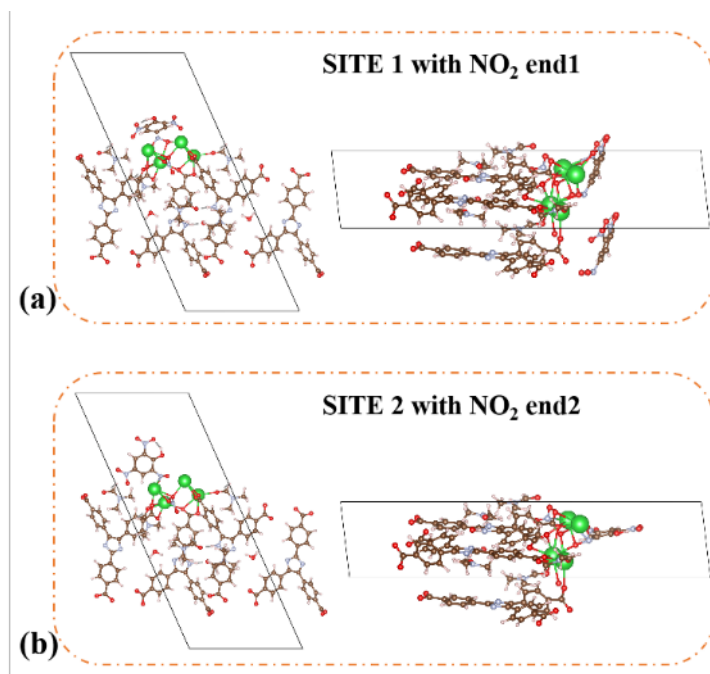 SITE 1 with NO₂ end1
(a)
SITE 2 with NO₂ end2
(b)